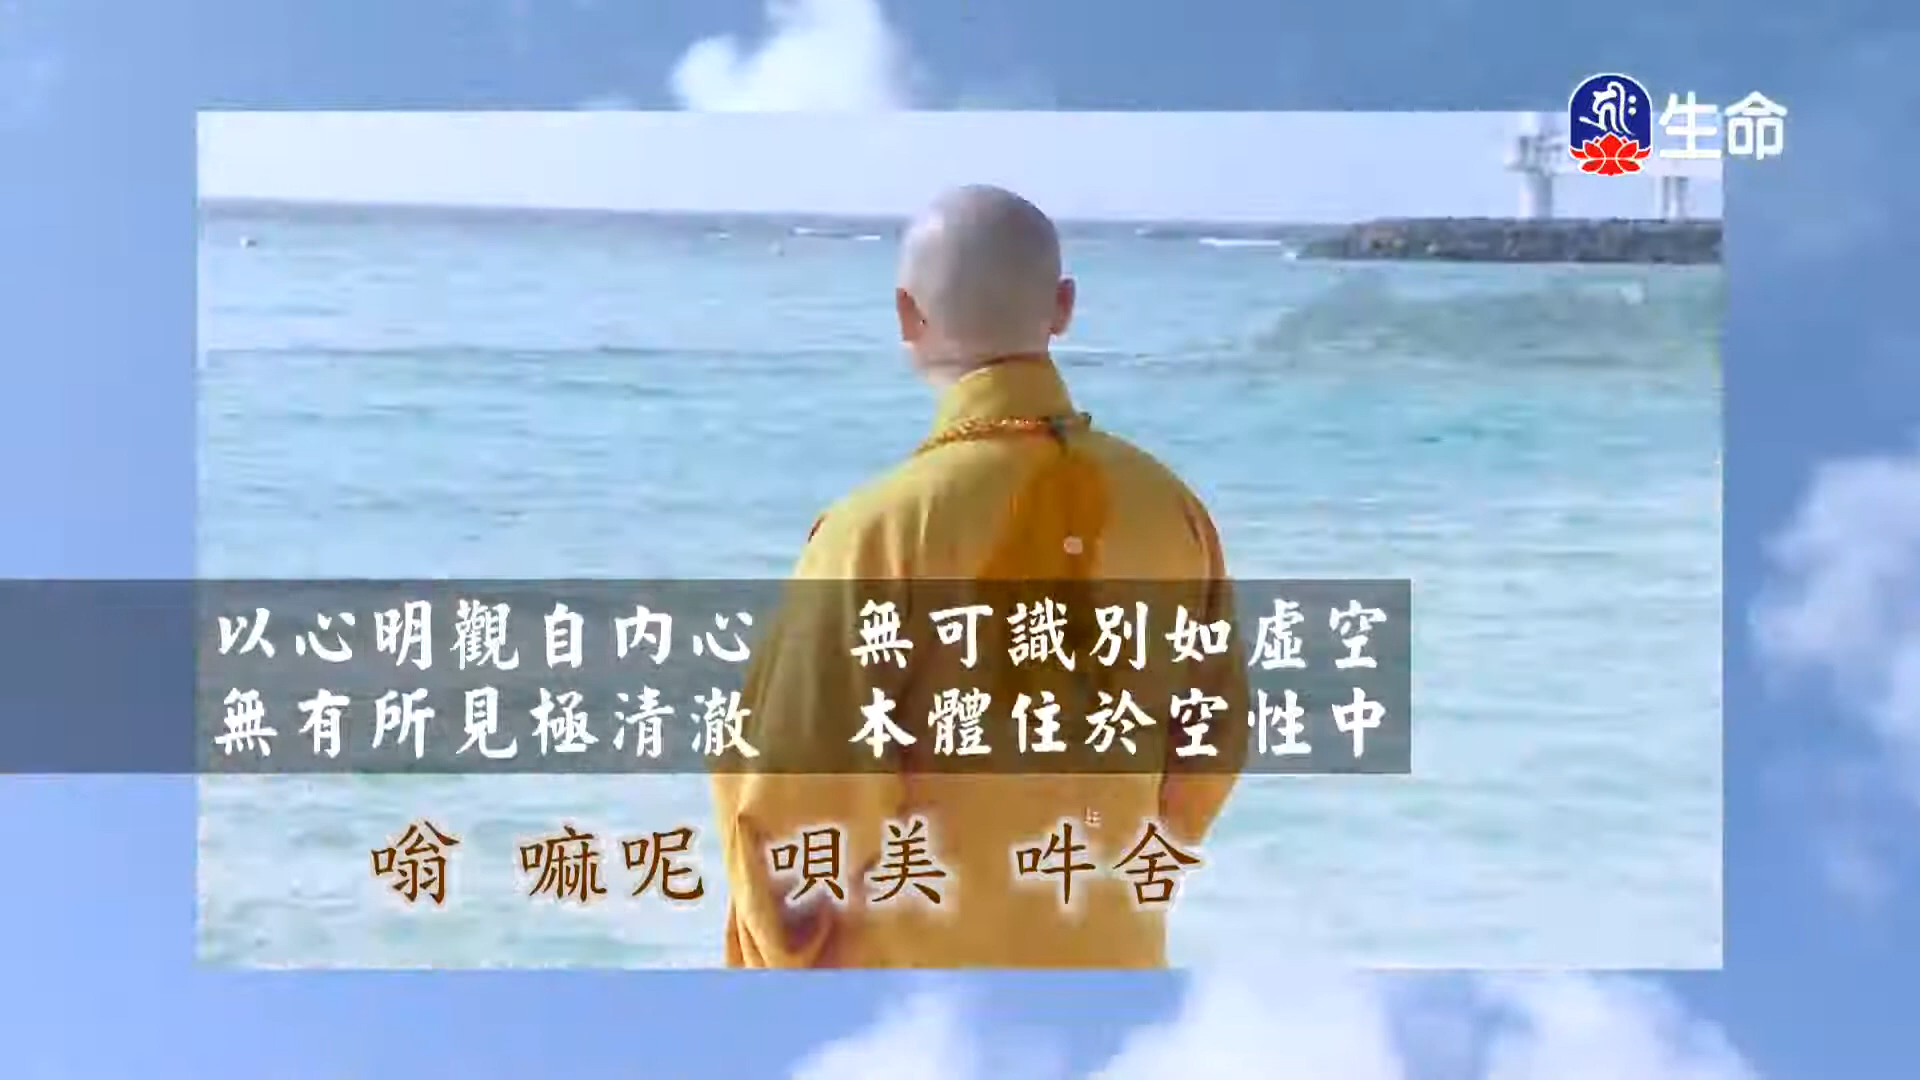 生命
以心明觀自內心 無可識別如虛空
無有所見極清澈 本體住於空性中
嗡 嘛呢 唄美 吽舍